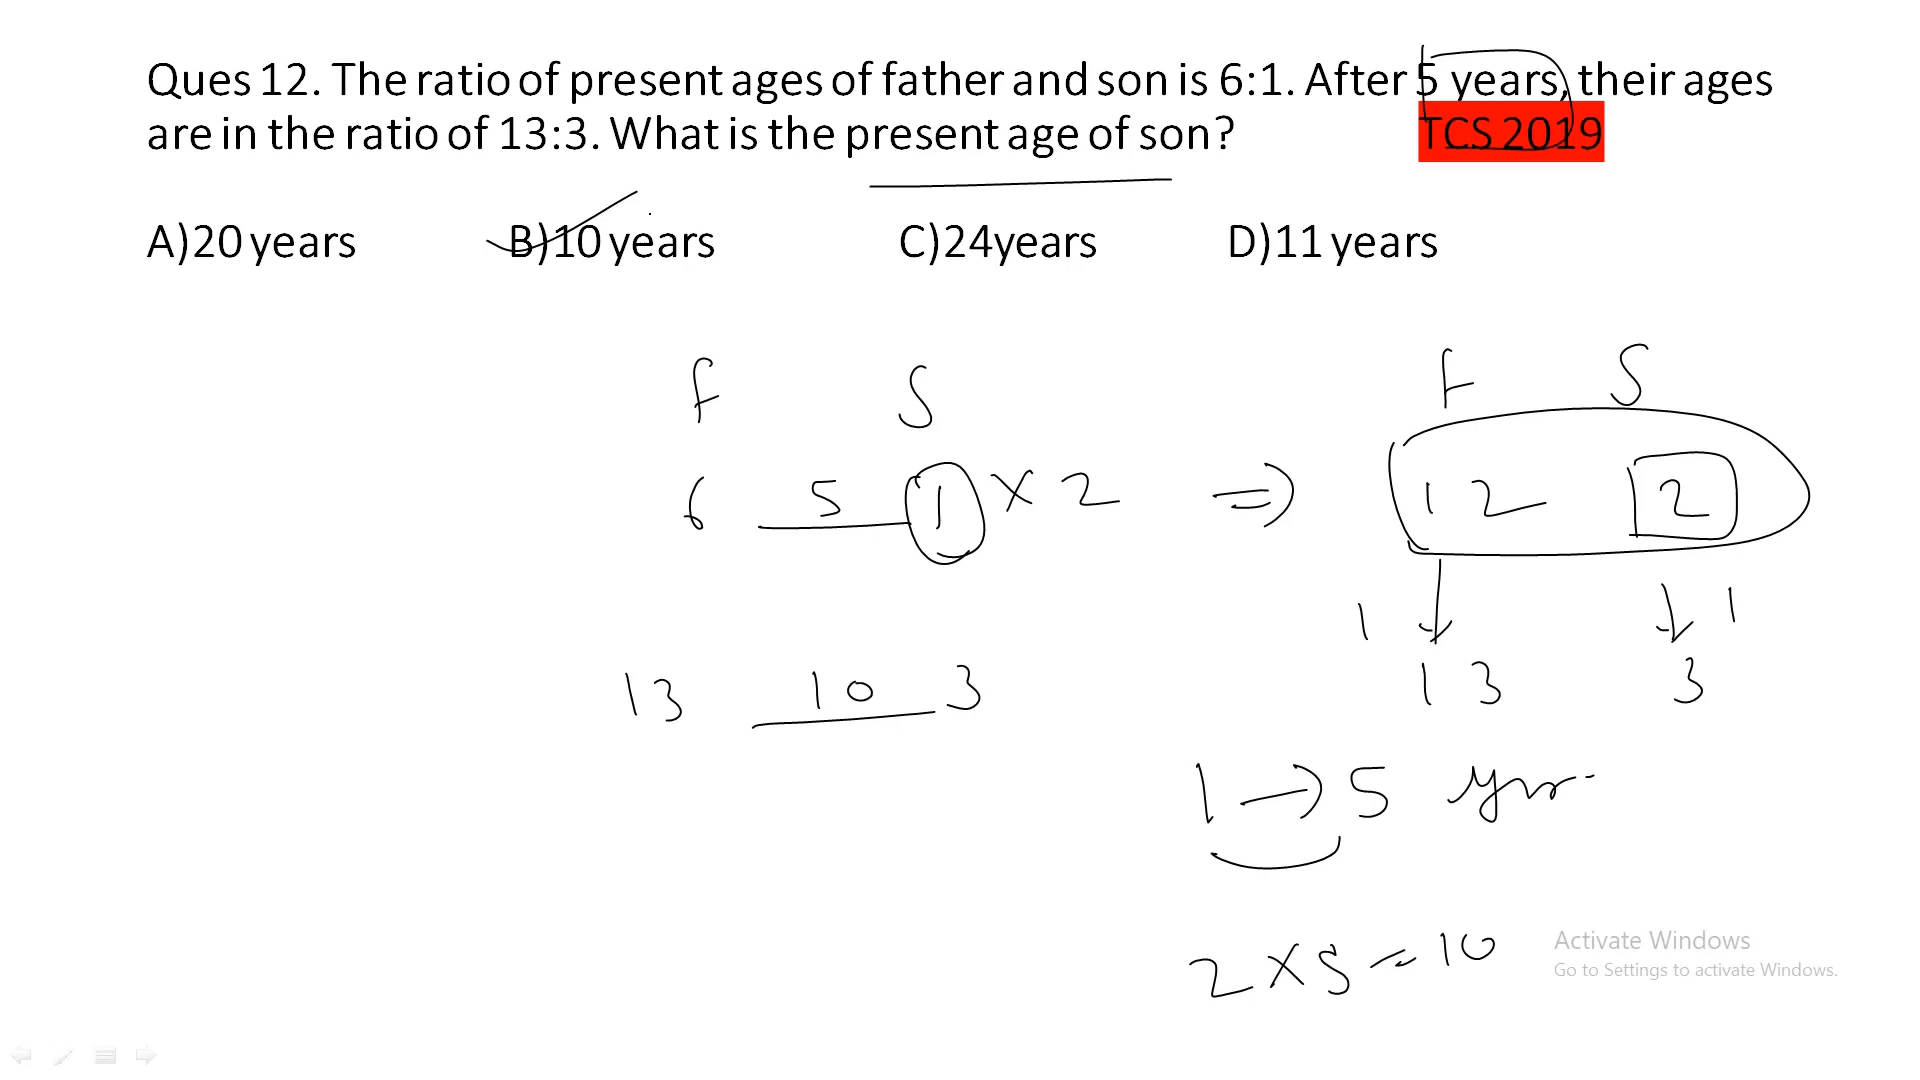 Ques 12. The ratio of present ages of father and son is 6:1. After 5 years, their ages
are in the ratio of 13:3. What is the present age of son? TCS 2019
A)20 years B)10 years C)24years D)11 years
F S F S
6 5 1 × 2 ⇒ 12 2
1 1
13 10 3 13 3
1 → 5 yrs.
2 × 5 = 10
Activate Windows
Go to Settings to activate Windows.